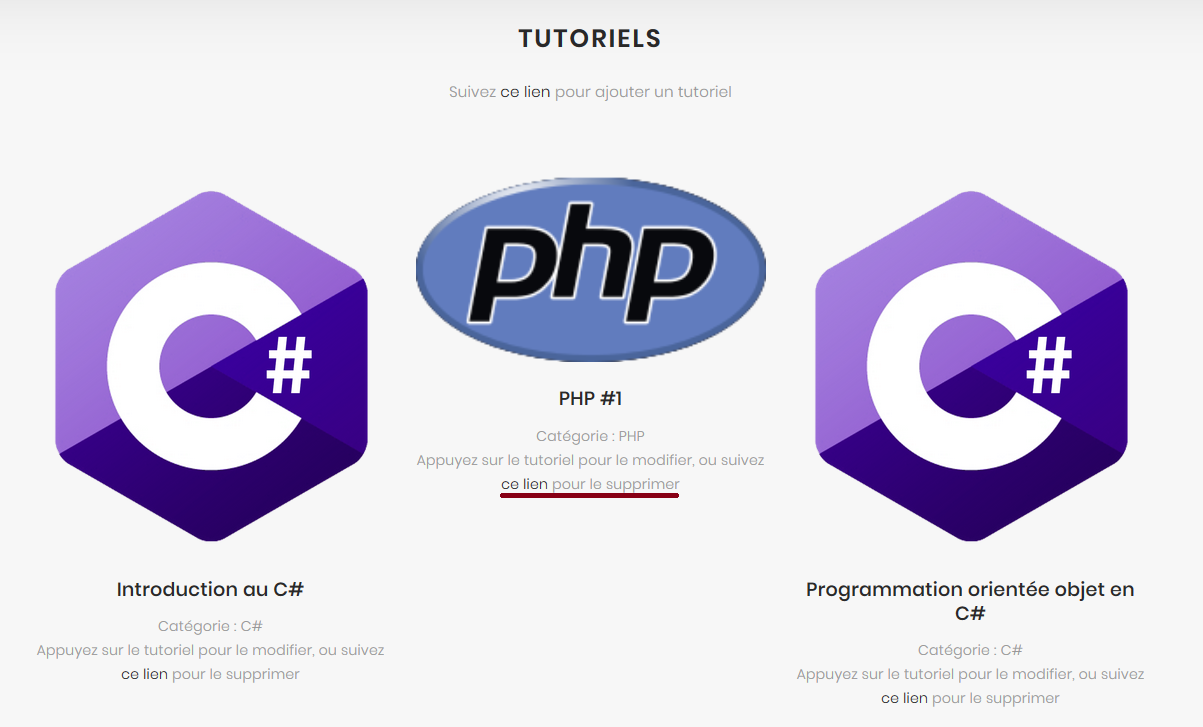 TUTORIELS
Suivez ce lien pour ajouter un tutoriel
C#
php
C#
PHP #1
Catégorie : PHP
Appuyez sur le tutoriel pour le modifier, ou suivez
ce lien pour le supprimer
Introduction au C#
Catégorie : C#
Appuyez sur le tutoriel pour le modifier, ou suivez
ce lien pour le supprimer
Programmation orientée objet en
C#
Catégorie : C#
Appuyez sur le tutoriel pour le modifier, ou suivez
ce lien pour le supprimer